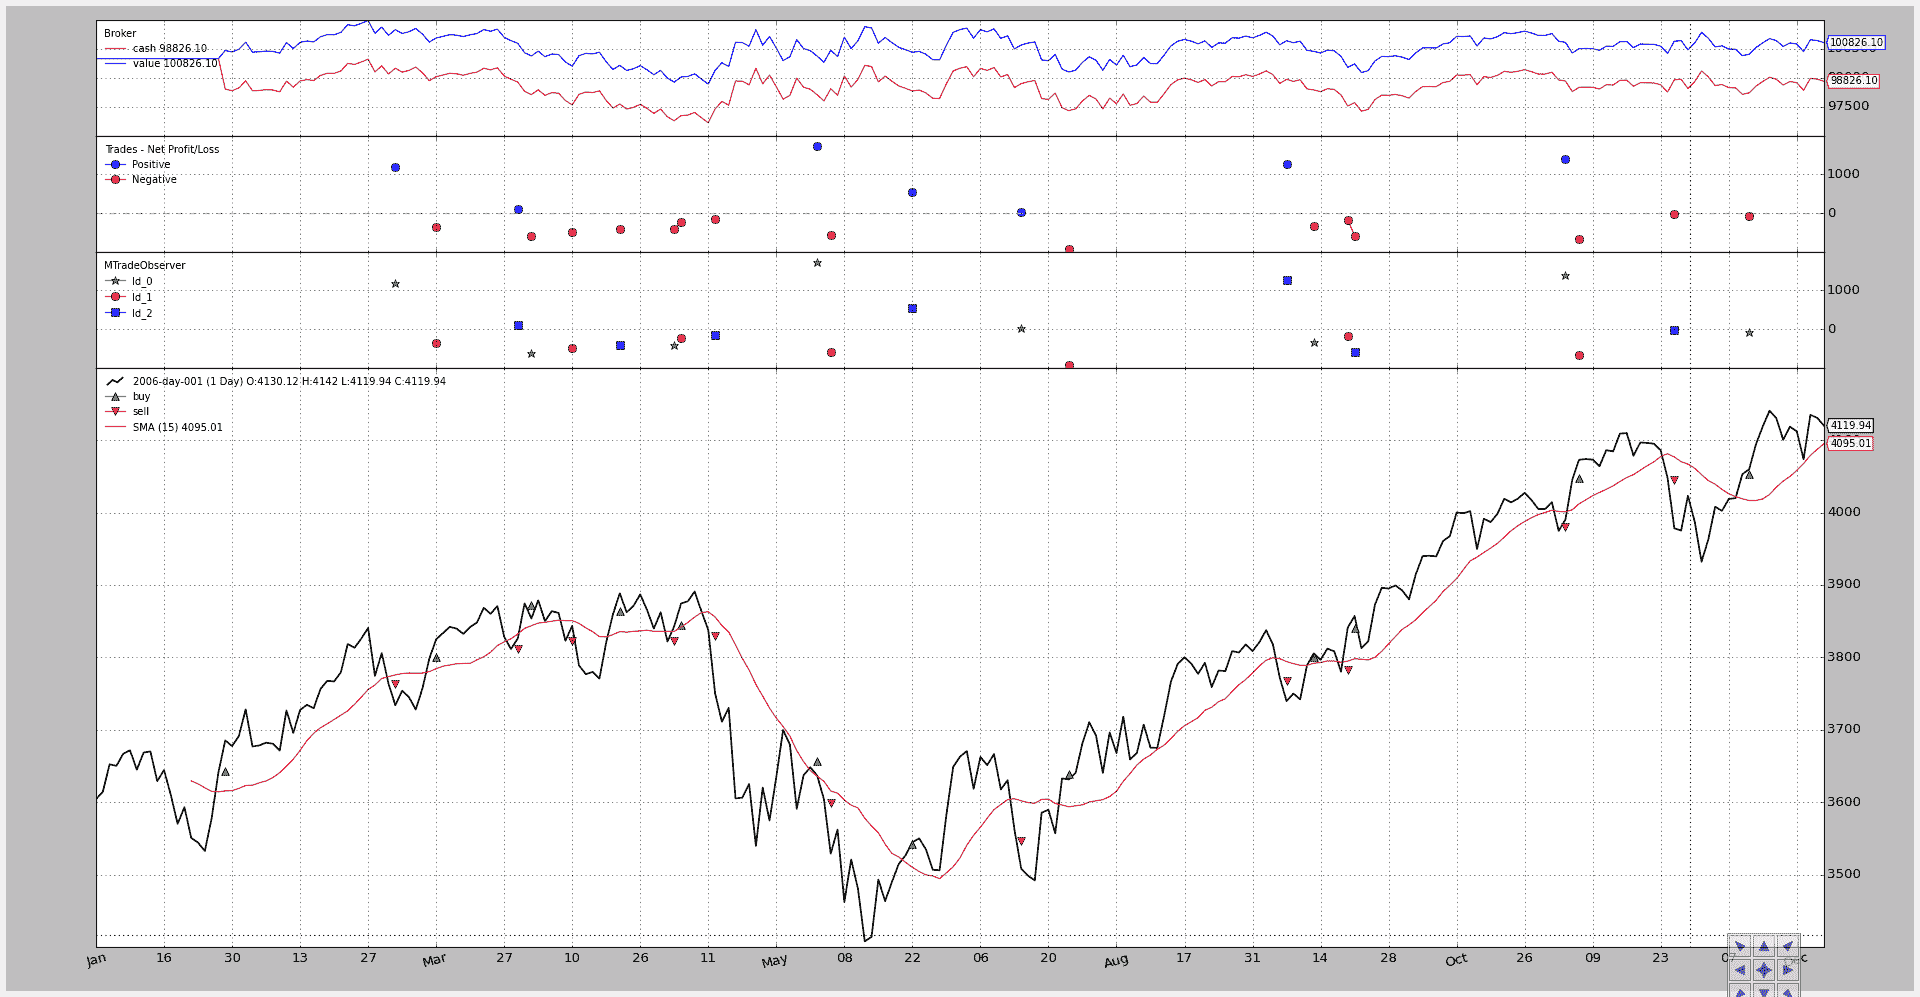 Broker
cash 98826.10
value 100826.10
100826.10
98826.10
97500
Trades - Net Profit/Loss
Positive
Negative
1000
0
MTradeObserver
Id_0
Id_1
Id_2
1000
0
2006-day-001 (1 Day) O:4130.12 H:4142 L:4119.94 C:4119.94
buy
sell
SMA (15) 4095.01
4119.94
4095.01
4000
3900
3800
3700
3600
3500
Jan 16 30 13 27 Mar 27 10 26 11 May 08 22 06 20 Aug 17 31 14 28 Oct 26 09 23